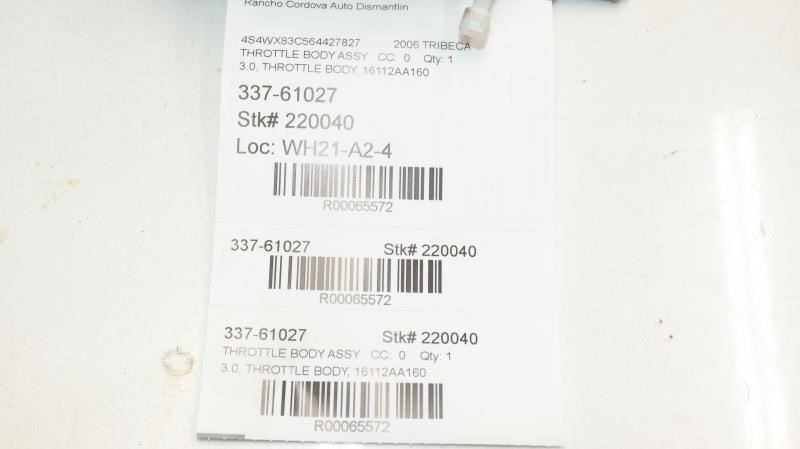 Rancho Cordova Auto Dismantlin
4S4WX83C564427827 2006 TRIBECA
THROTTLE BODY ASSY CC: 0 Qty: 1
3.0, THROTTLE BODY, 16112AA160
337-61027
Stk# 220040
Loc: WH21-A2-4
R00065572
337-61027 Stk# 220040
R00065572
337-61027 Stk# 220040
THROTTLE BODY ASSY CC: 0 Qty: 1
3.0, THROTTLE BODY, 16112AA160
R00065572